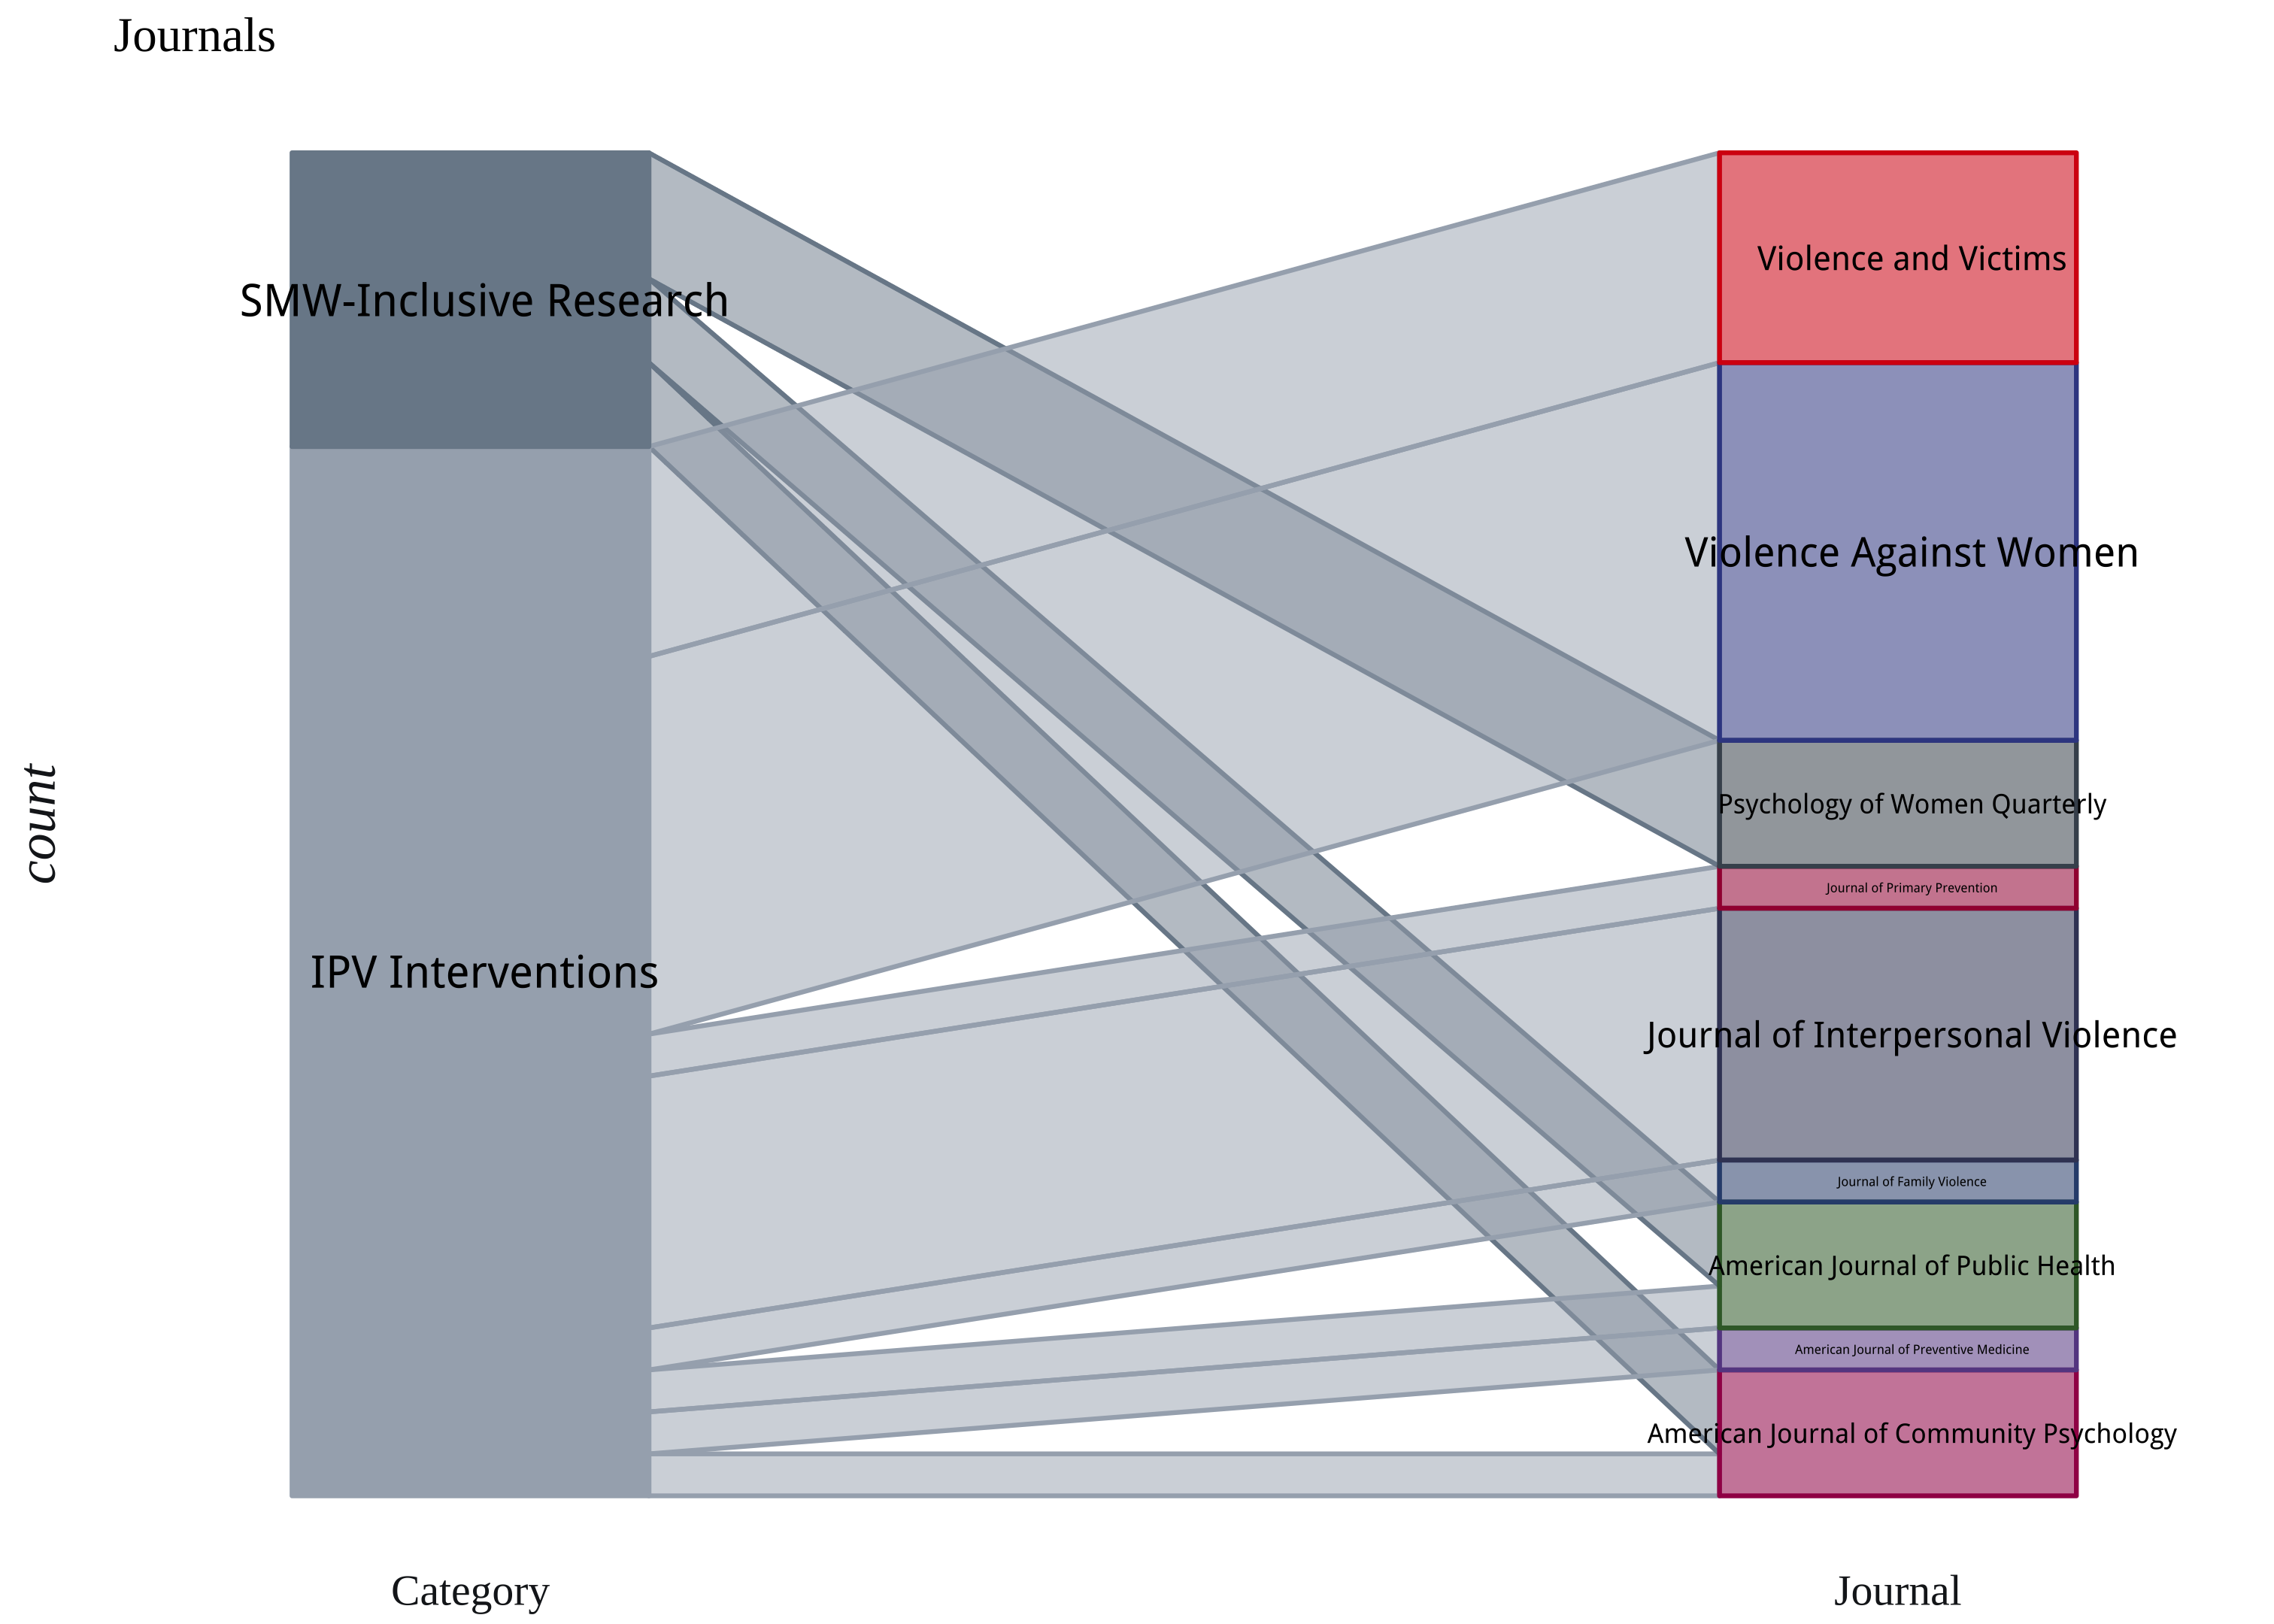 Journals
count
SMW-Inclusive Research
IPV Interventions
Violence and Victims
Violence Against Women
Psychology of Women Quarterly
Journal of Primary Prevention
Journal of Interpersonal Violence
Journal of Family Violence
American Journal of Public Health
American Journal of Preventive Medicine
American Journal of Community Psychology
Category
Journal